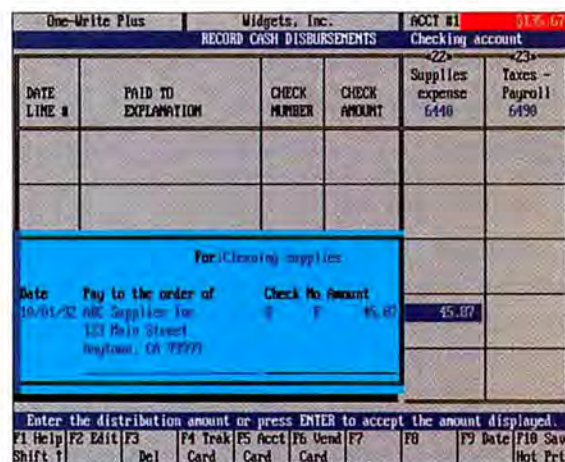 One-Write Plus Widgets, Inc. ACCT #1 $135.67
RECORD CASH DISBURSEMENTS Checking account
<22> <23>
Supplies Taxes -
DATE PAID TO CHECK CHECK expense Payroll
LINE # EXPLANATION NUMBER AMOUNT 6440 6490
For:Cleaning supplies
Date Pay to the order of Check No Amount
10/01/92 ABC Supplies Inc 45.87 45.87
123 Main Street
Anytown, CA 99999
Enter the distribution amount or press ENTER to accept the amount displayed.
F1 Help F2 Edit F3 F4 Trak F5 Acct F6 Vend F7 F8 F9 Date F10 Sav
Shift ↑ Del Card Card Card Hot Prt